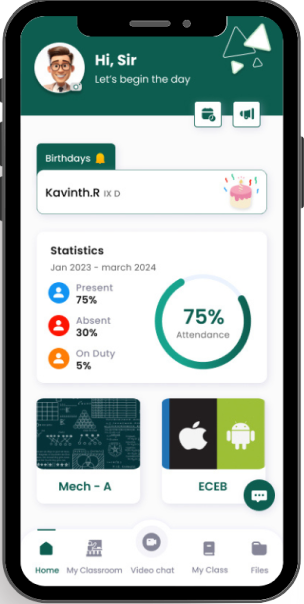 Hi, Sir
Let's begin the day
Birthdays
Kavinth.R IX D
Statistics
Jan 2023 - march 2024
Present
75%
Absent
30%
On Duty
5%
75%
Attendance
Mech - A
ECEB
Home My Classroom Video chat My Class Files